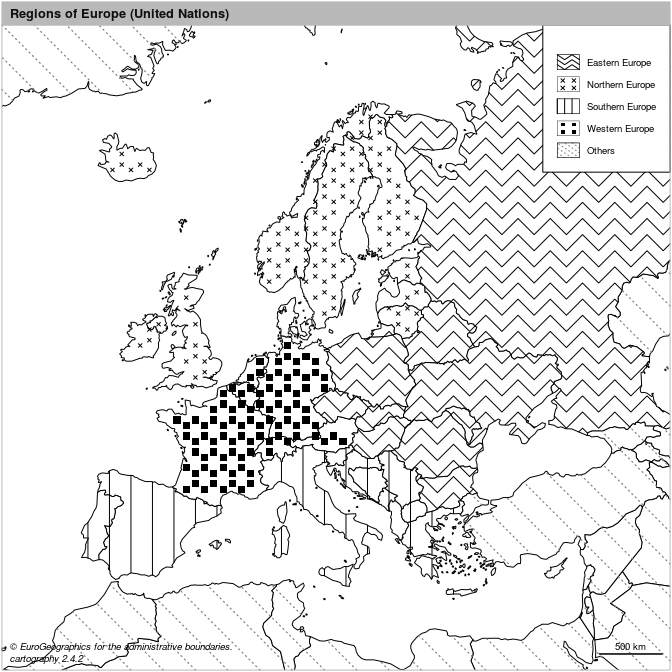 Regions of Europe (United Nations)
Eastern Europe
Northern Europe
Southern Europe
Western Europe
Others
© EuroGeographics for the administrative boundaries.
cartography 2.4.2
500 km